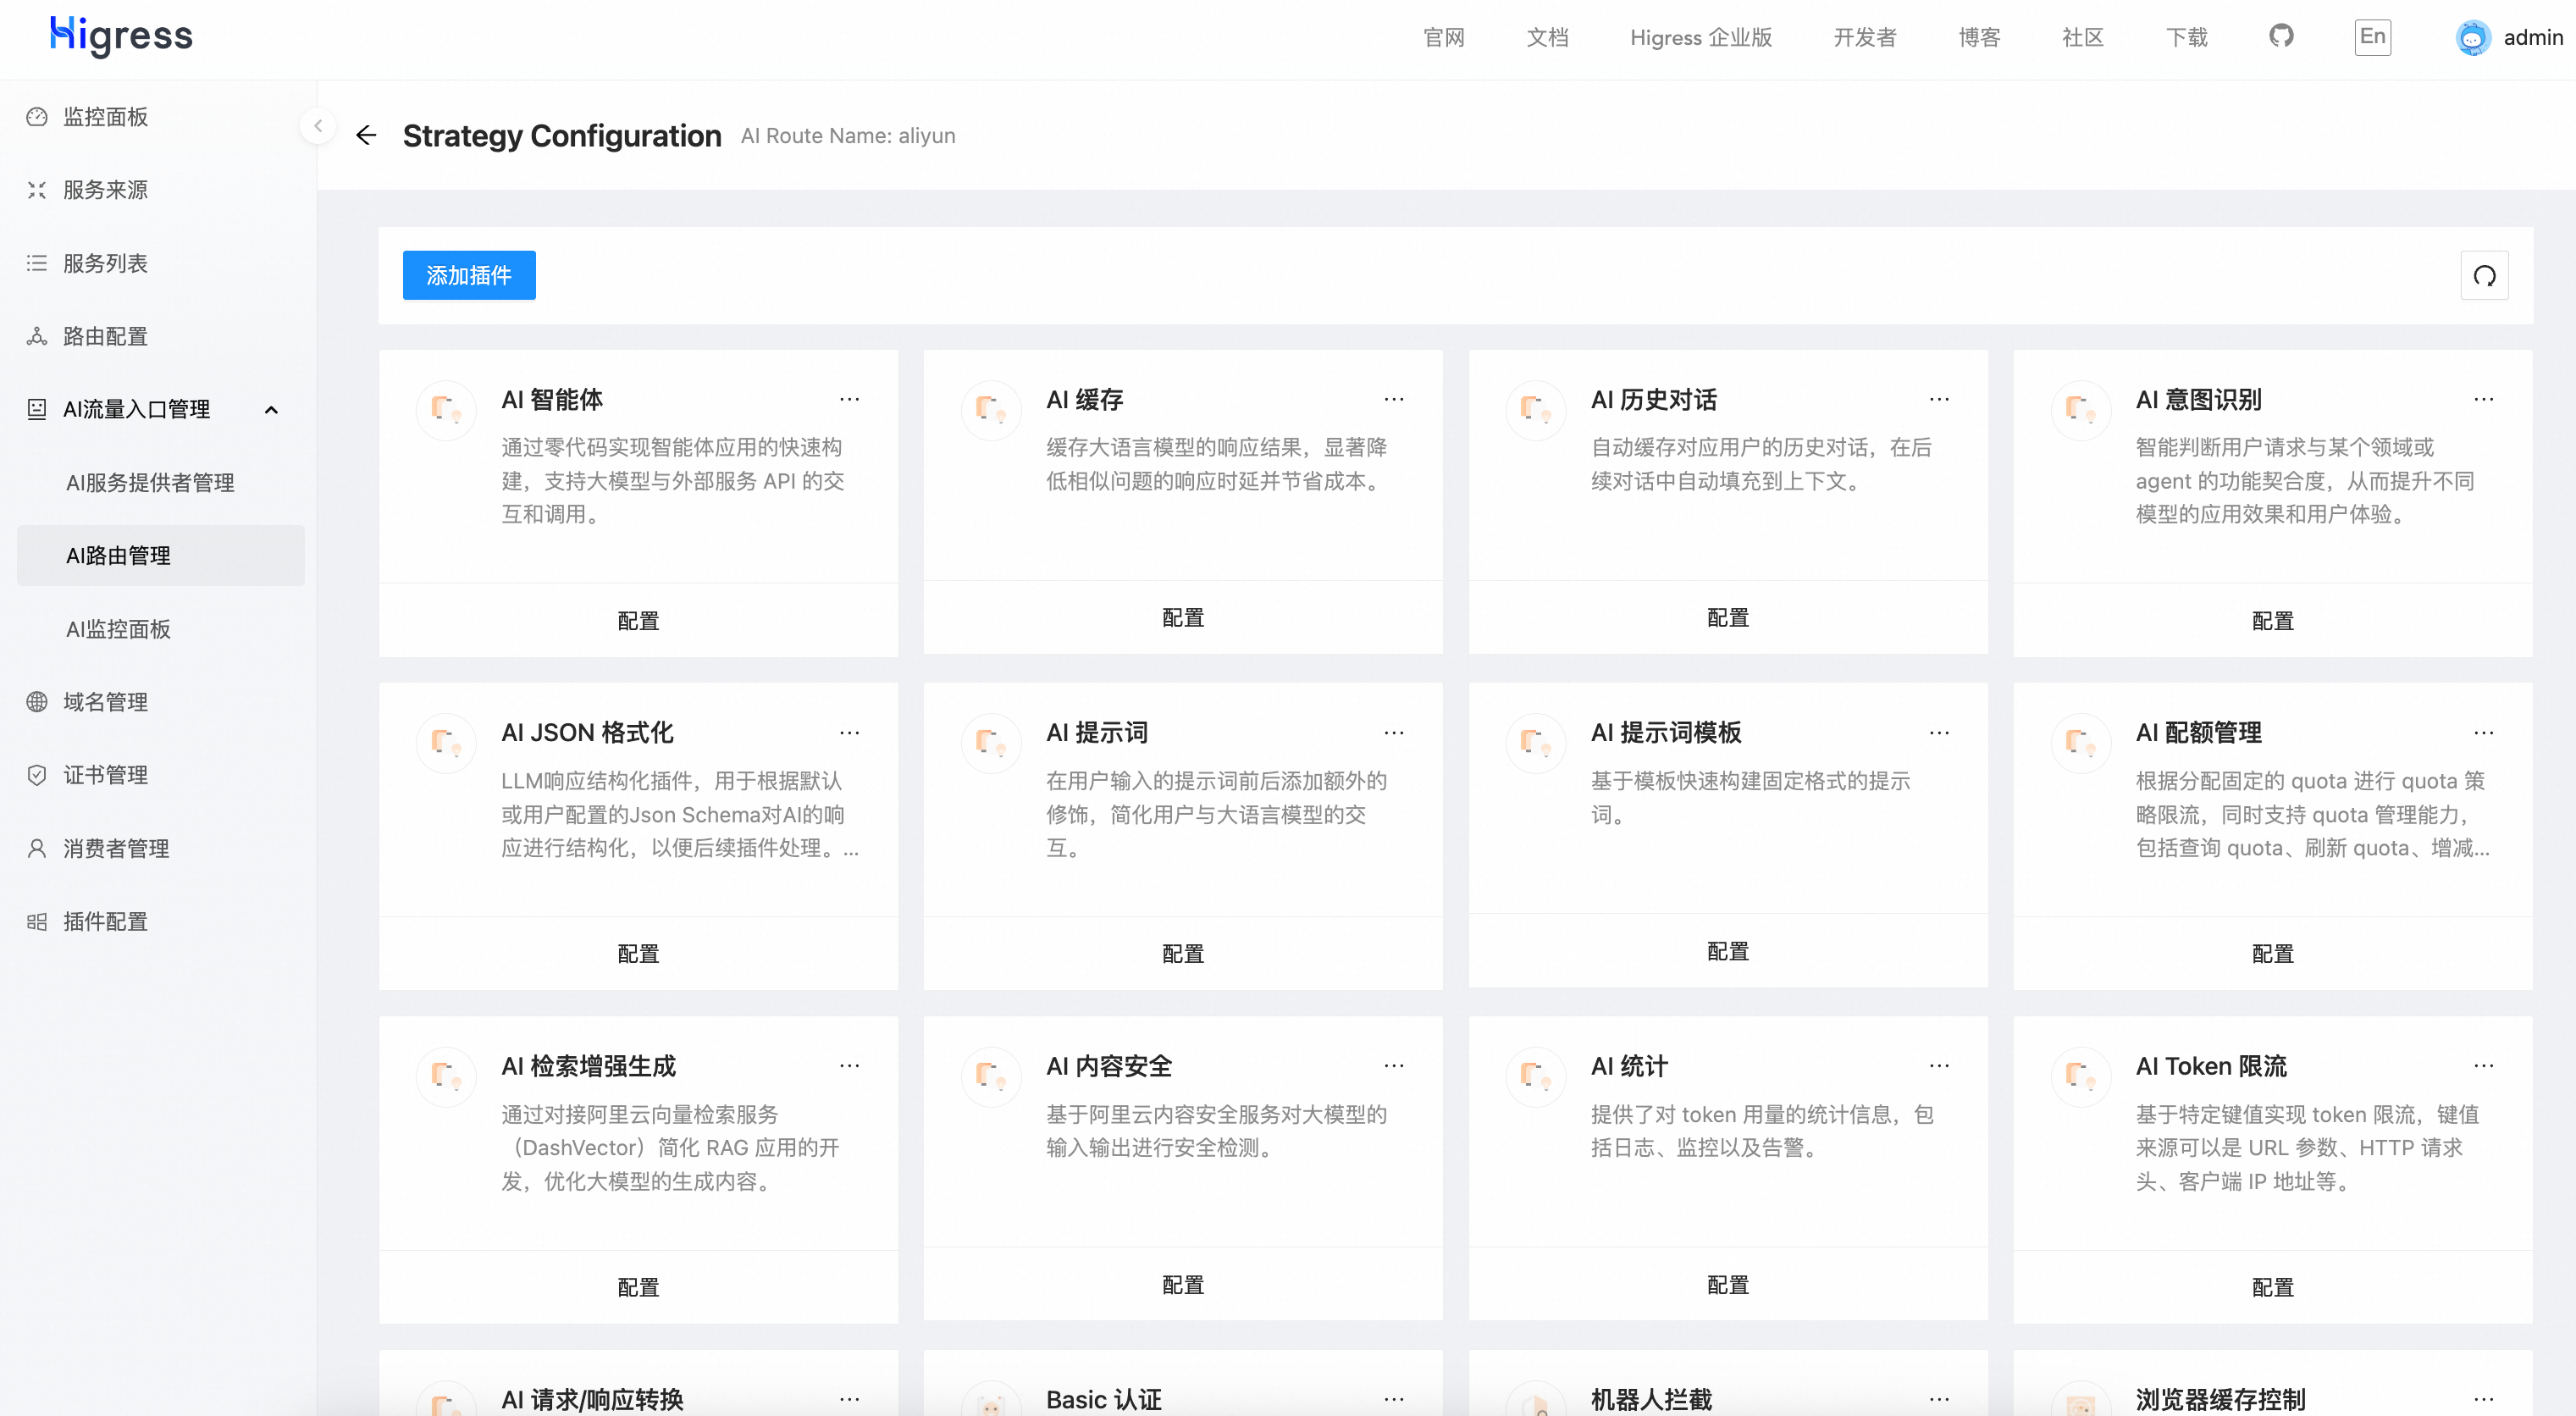 Higress
官网
文档
Higress 企业版
开发者
博客
社区
下载
En
admin
监控面板
服务来源
服务列表
路由配置
AI流量入口管理
AI服务提供者管理
AI路由管理
AI监控面板
域名管理
证书管理
消费者管理
插件配置
Strategy Configuration
AI Route Name: aliyun
添加插件
AI 智能体
通过零代码实现智能体应用的快速构
建，支持大模型与外部服务 API 的交
互和调用。
配置
AI 缓存
缓存大语言模型的响应结果，显著降
低相似问题的响应时延并节省成本。
配置
AI 历史对话
自动缓存对应用户的历史对话，在后
续对话中自动填充到上下文。
配置
AI 意图识别
智能判断用户请求与某个领域或
agent 的功能契合度，从而提升不同
模型的应用效果和用户体验。
配置
AI JSON 格式化
LLM响应结构化插件，用于根据默认
或用户配置的Json Schema对AI的响
应进行结构化，以便后续插件处理。...
配置
AI 提示词
在用户输入的提示词前后添加额外的
修饰，简化用户与大语言模型的交
互。
配置
AI 提示词模板
基于模板快速构建固定格式的提示
词。
配置
AI 配额管理
根据分配固定的 quota 进行 quota 策
略限流，同时支持 quota 管理能力，
包括查询 quota、刷新 quota、增减...
配置
AI 检索增强生成
通过对接阿里云向量检索服务
（DashVector）简化 RAG 应用的开
发，优化大模型的生成内容。
配置
AI 内容安全
基于阿里云内容安全服务对大模型的
输入输出进行安全检测。
配置
AI 统计
提供了对 token 用量的统计信息，包
括日志、监控以及告警。
配置
AI Token 限流
基于特定键值实现 token 限流，键值
来源可以是 URL 参数、HTTP 请求
头、客户端 IP 地址等。
配置
AI 请求/响应转换
Basic 认证
机器人拦截
浏览器缓存控制